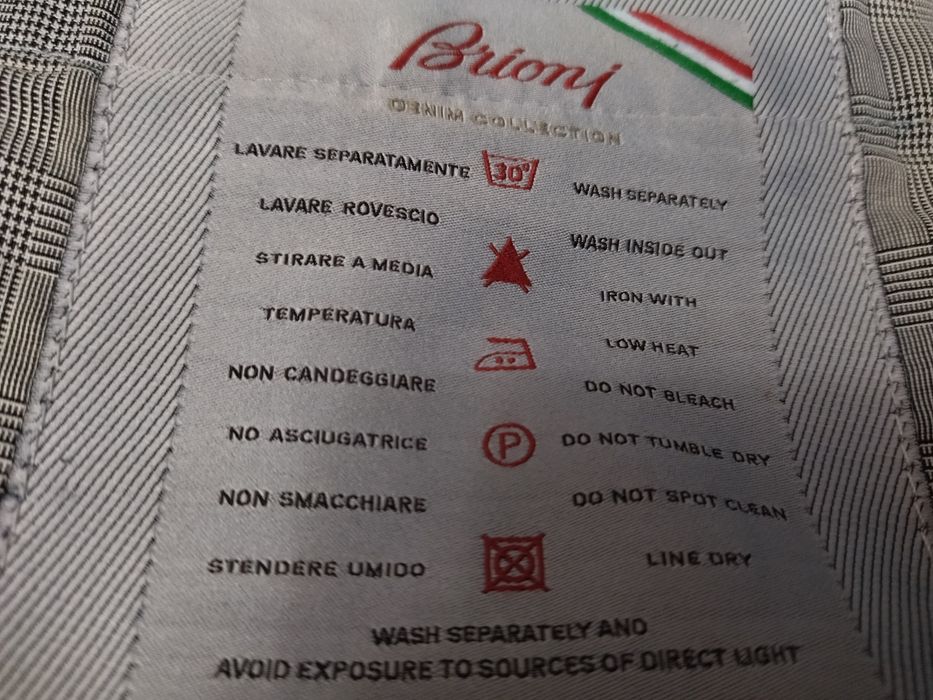 Brioni
DENIM COLLECTION
LAVARE SEPARATAMENTE 30° WASH SEPARATELY
LAVARE ROVESCIO WASH INSIDE OUT
STIRARE A MEDIA IRON WITH
TEMPERATURA LOW HEAT
NON CANDEGGIARE DO NOT BLEACH
NO ASCIUGATRICE P DO NOT TUMBLE DRY
NON SMACCHIARE DO NOT SPOT CLEAN
STENDERE UMIDO LINE DRY
WASH SEPARATELY AND
AVOID EXPOSURE TO SOURCES OF DIRECT LIGHT